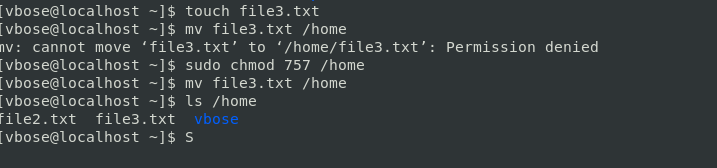 [vbose@localhost ~]$ touch file3.txt
[vbose@localhost ~]$ mv file3.txt /home
mv: cannot move ‘file3.txt’ to ‘/home/file3.txt’: Permission denied
[vbose@localhost ~]$ sudo chmod 757 /home
[vbose@localhost ~]$ mv file3.txt /home
[vbose@localhost ~]$ ls /home
file2.txt  file3.txt  vbose
[vbose@localhost ~]$ S